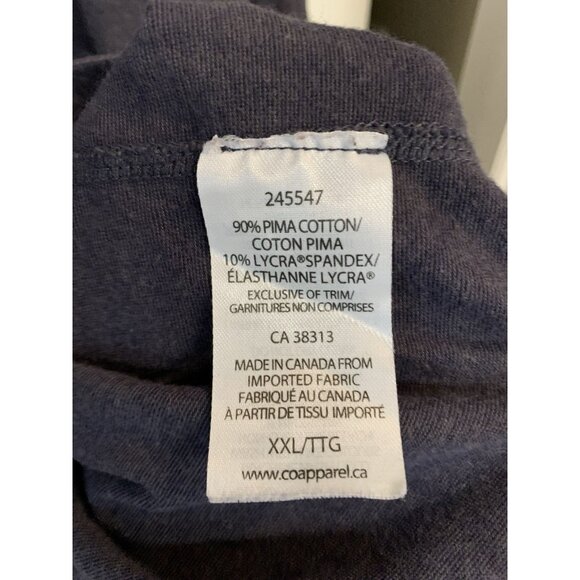 245547
90% PIMA COTTON/
COTON PIMA
10% LYCRA®SPANDEX/
ÉLASTHANNE LYCRA®
EXCLUSIVE OF TRIM/
GARNITURES NON COMPRISES
CA 38313
MADE IN CANADA FROM
IMPORTED FABRIC
FABRIQUÉ AU CANADA
À PARTIR DE TISSU IMPORTÉ
XXL/TTG
www.coapparel.ca